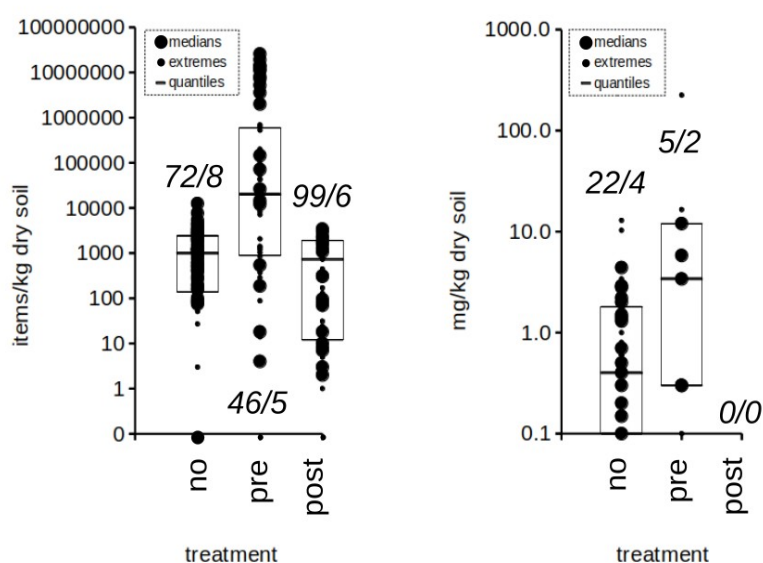 100000000
10000000
1000000
100000
10000
1000
100
10
1
0
items/kg dry soil
medians
extremes
quantiles
72/8
46/5
99/6
no
pre
post
treatment
1000.0
100.0
10.0
1.0
0.1
mg/kg dry soil
medians
extremes
quantiles
22/4
5/2
0/0
no
pre
post
treatment